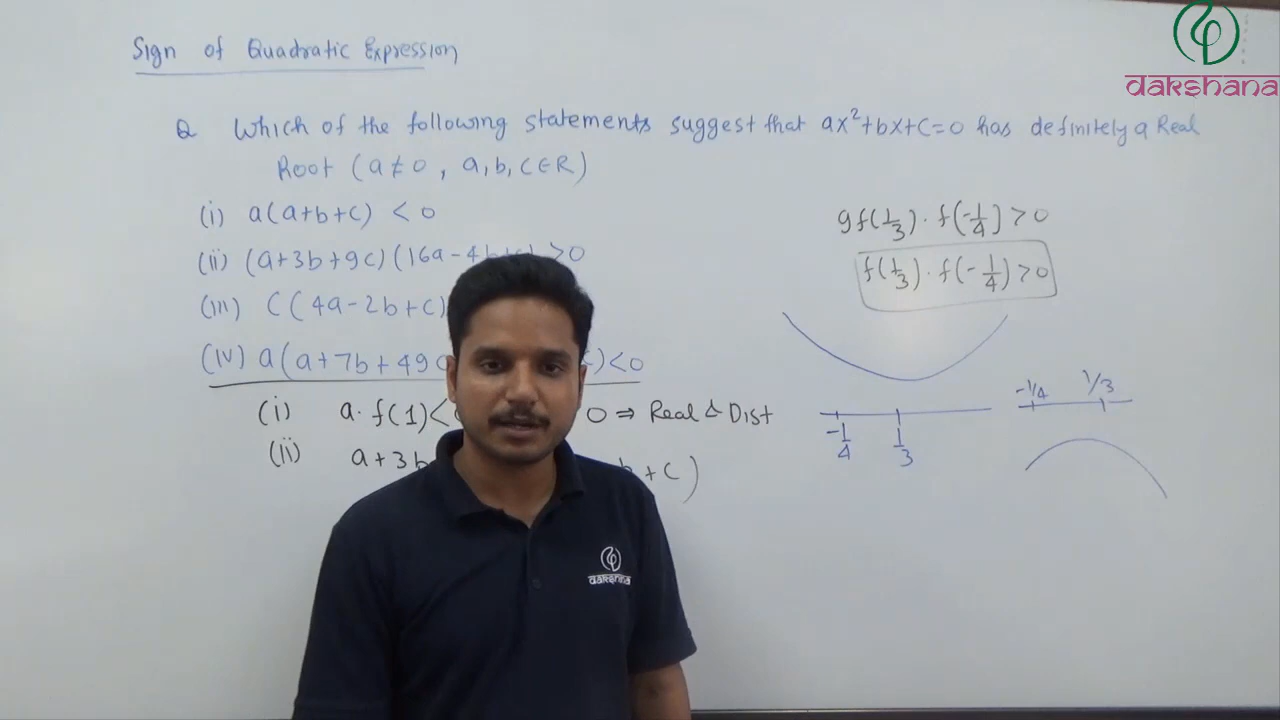 dakshana
Sign of Quadratic Expression
Q Which of the following statements suggest that ax²+bx+c=0 has definitely a Real
Root (a≠0, a,b,c∈R)
(i) a(a+b+c) < 0
(ii) (a+3b+9c)(16a-4b >0
(iii) c(4a-2b+c)
(iv) a(a+7b+49 )<0
(i) a·f(1)< 0 ⇒ Real & Dist
(ii) a+3b +c)
9f(1/3)·f(-1/4)>0
f(1/3)·f(-1/4)>0
-1/4 1/3
-1/4 1/3
dakshana